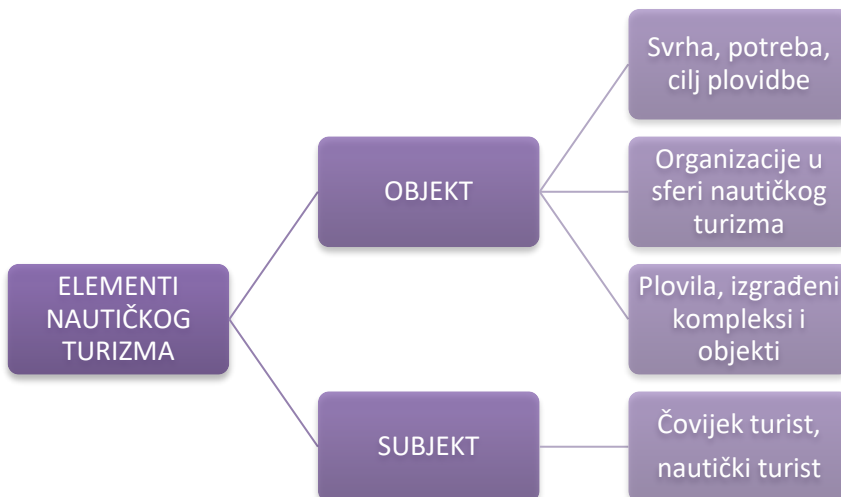 ELEMENTI
NAUTIČKOG
TURIZMA
OBJEKT
Svrha, potreba,
cilj plovidbe
Organizacije u
sferi nautičkog
turizma
Plovila, izgrađeni
kompleksi i
objekti
SUBJEKT
Čovijek turist,
nautički turist